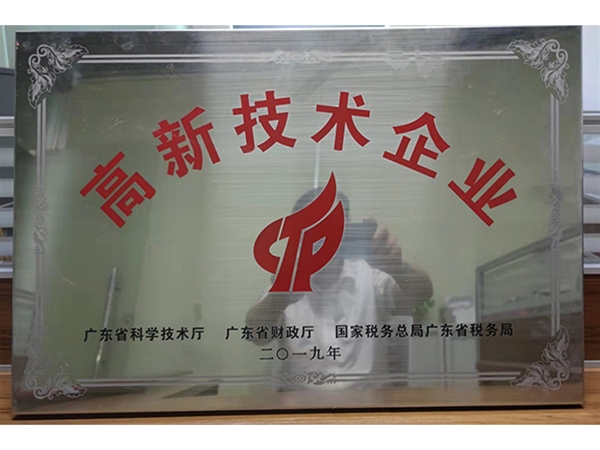 高新技术企业
广东省科学技术厅 广东省财政厅 国家税务总局广东省税务局
二〇一九年